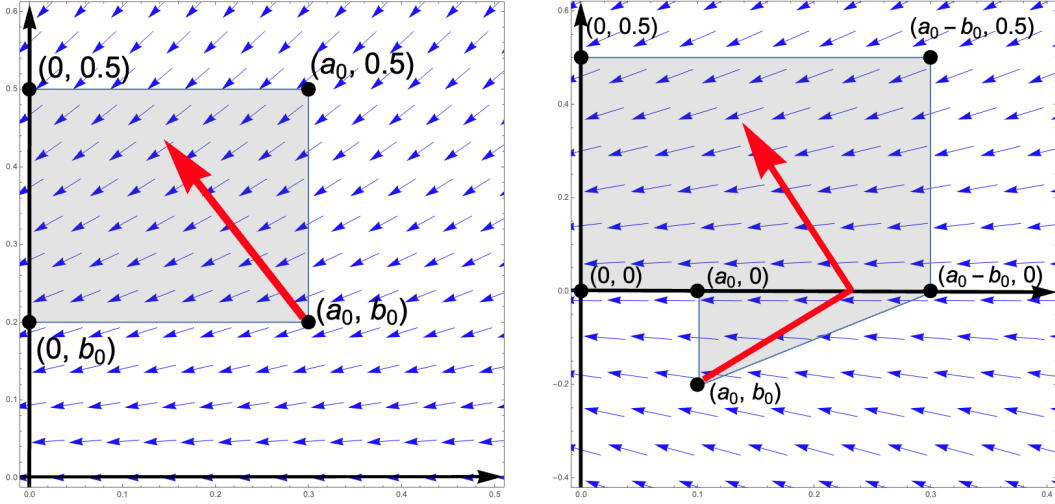 0.6
0.5
0.4
0.3
0.2
0.1
0.0
(0, 0.5)
(a₀, 0.5)
(a₀, b₀)
(0, b₀)
0.0 0.1 0.2 0.3 0.4 0.5
0.6
0.4
0.2
0.0
-0.2
-0.4
(0, 0.5)
(a₀ − b₀, 0.5)
(0, 0)
(a₀, 0)
(a₀ − b₀, 0)
(a₀, b₀)
0.0 0.1 0.2 0.3 0.4